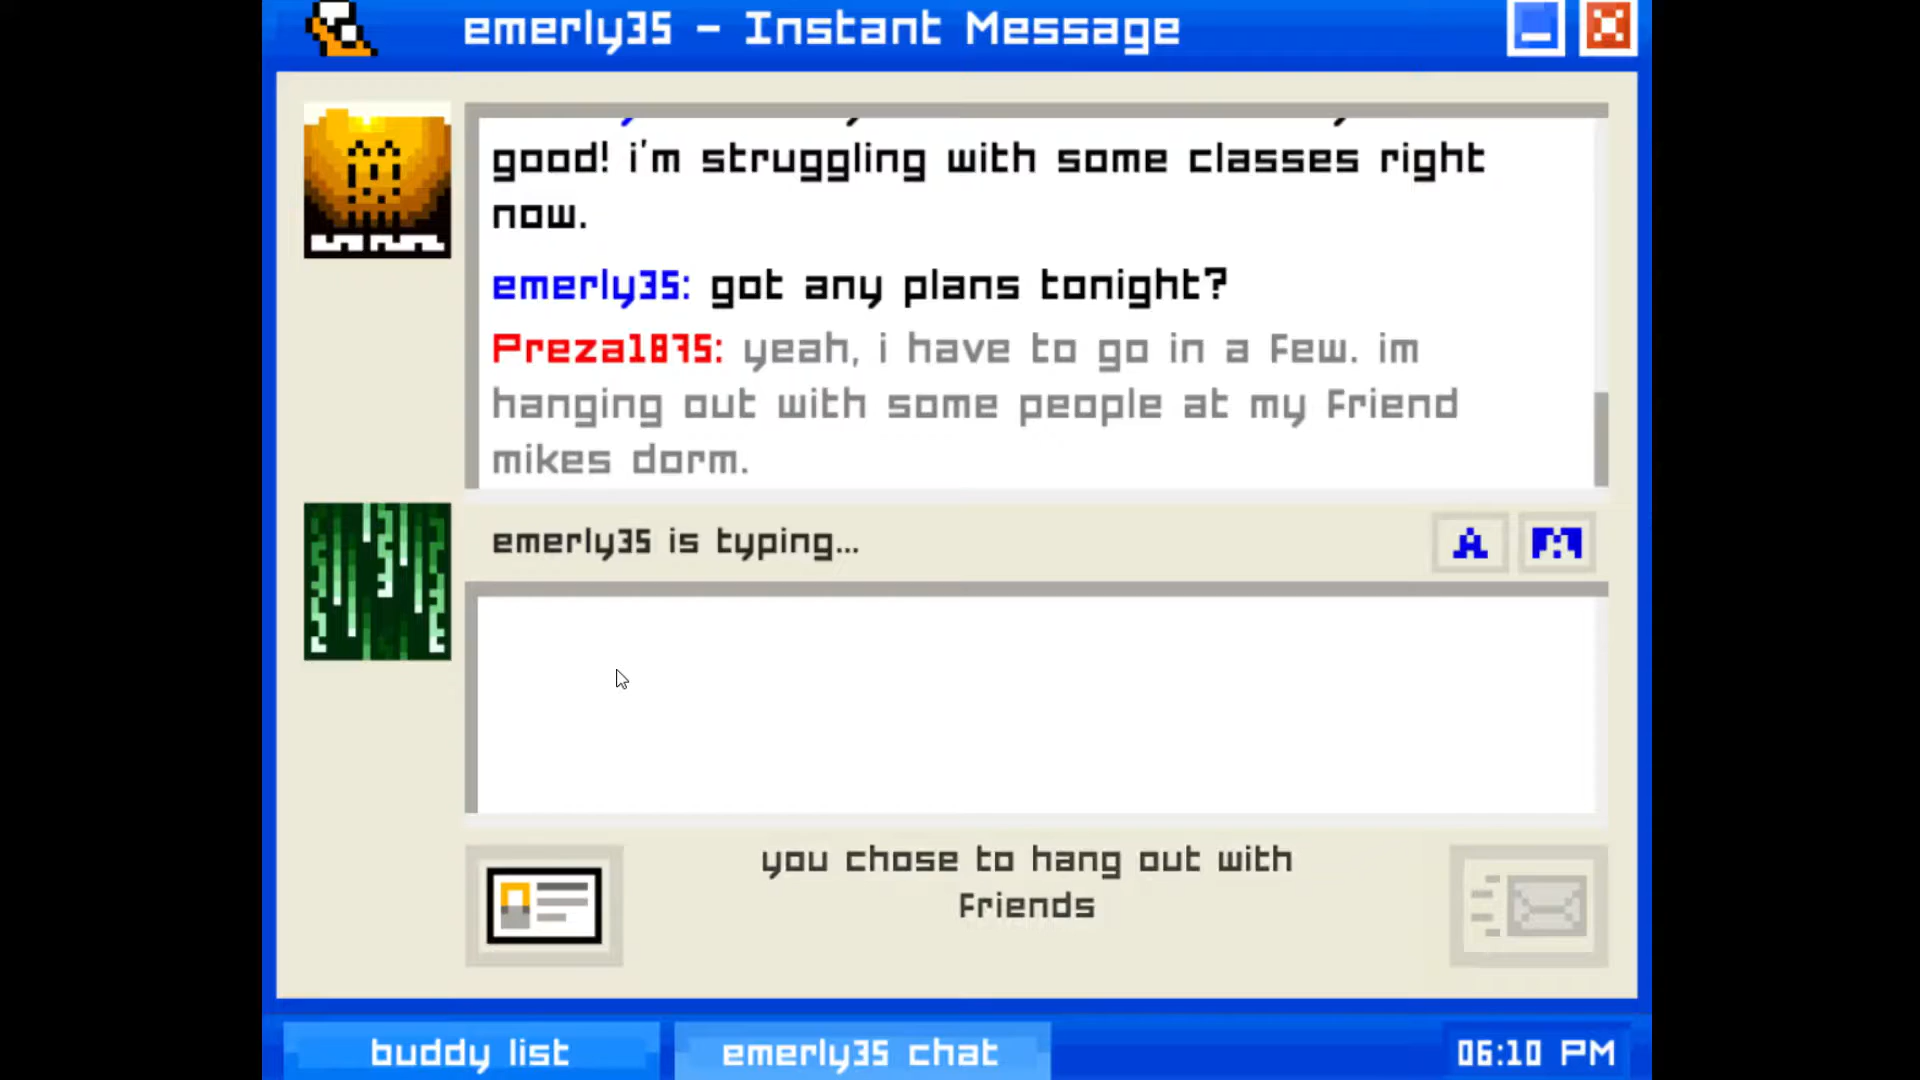 emerly35 - Instant Message
good! i'm struggling with some classes right
now.
emerly35: got any plans tonight?
Preza1875: yeah, i have to go in a few. im
hanging out with some people at my friend
mikes dorm.
emerly35 is typing...
A
you chose to hang out with
friends
buddy list
emerly35 chat
06:10 PM